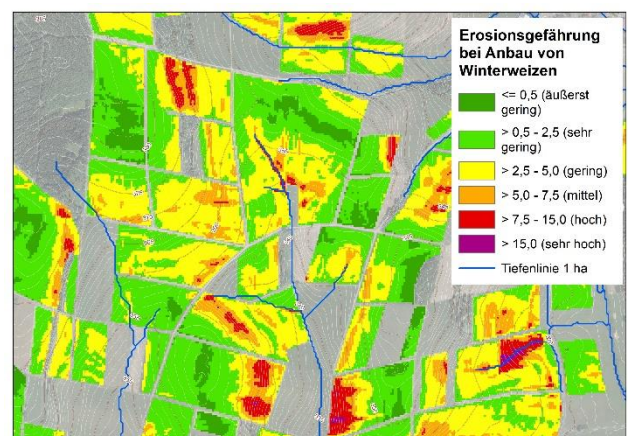 Erosionsgefährung
bei Anbau von
Winterweizen
<= 0,5 (äußerst
gering)
> 0,5 - 2,5 (sehr
gering)
> 2,5 - 5,0 (gering)
> 5,0 - 7,5 (mittel)
> 7,5 - 15,0 (hoch)
> 15,0 (sehr hoch)
Tiefenlinie 1 ha